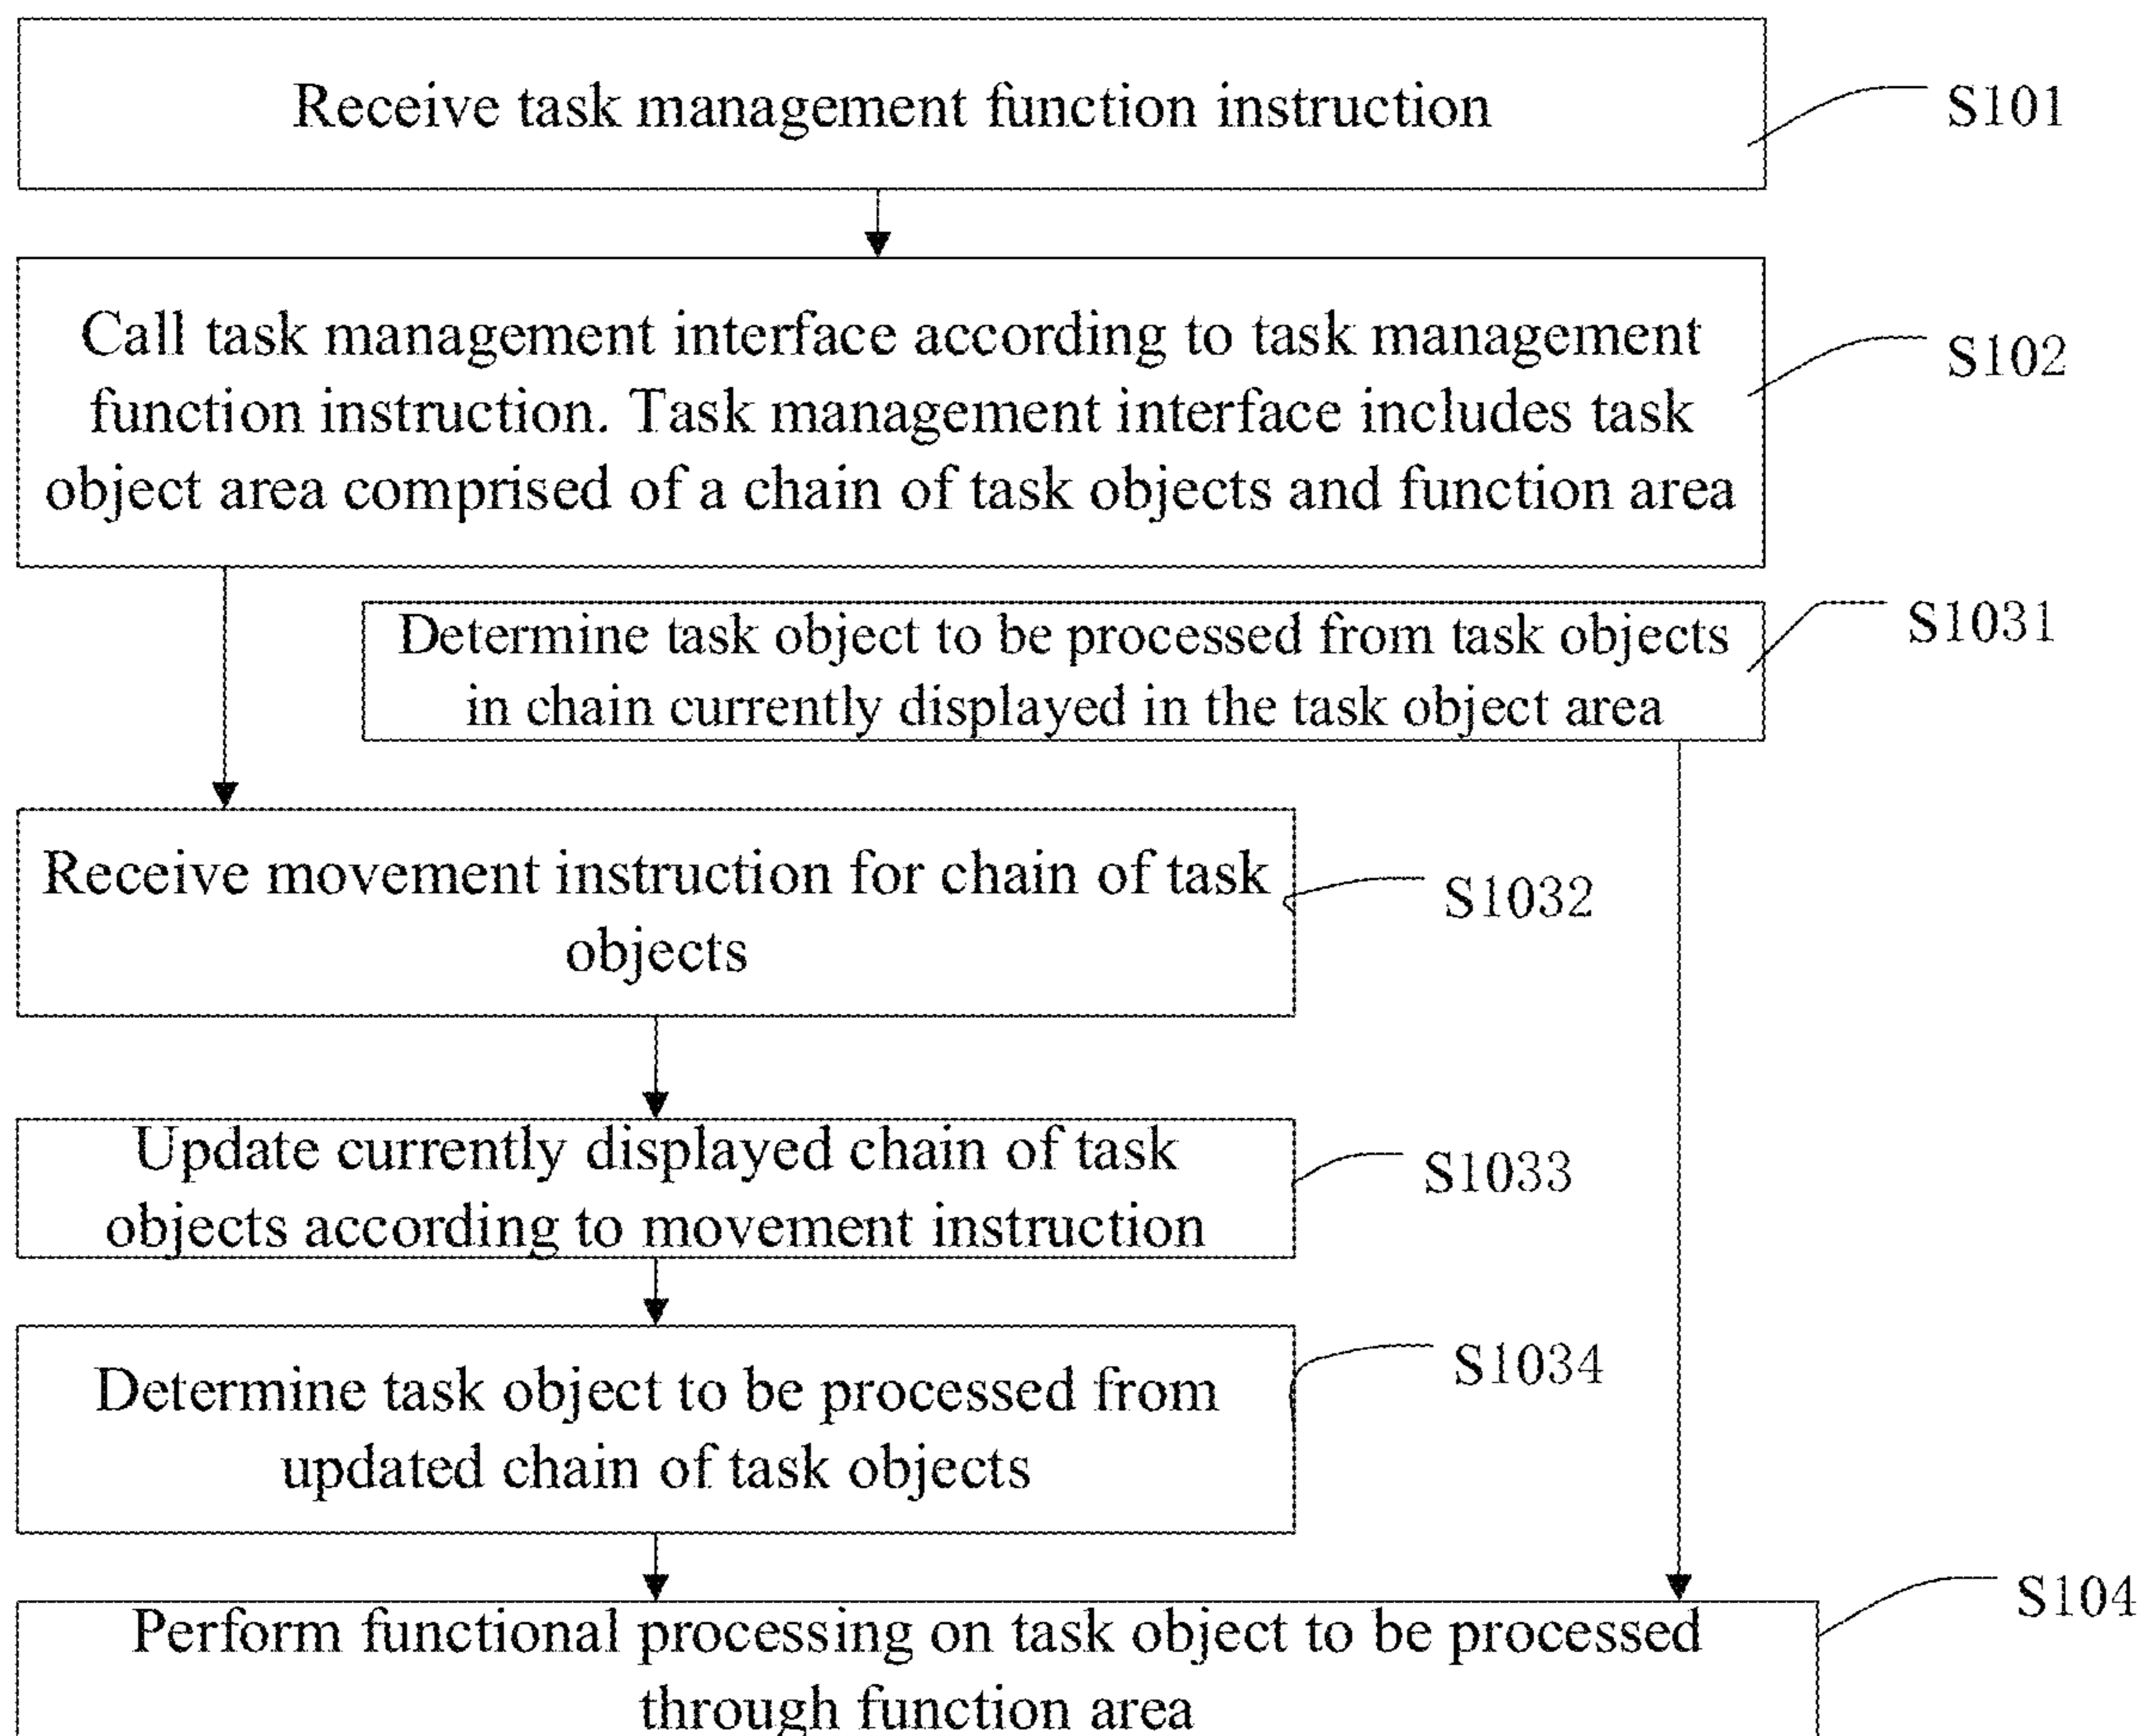 Receive task management function instruction
S101
Call task management interface according to task management
function instruction. Task management interface includes task
object area comprised of a chain of task objects and function area
S102
Determine task object to be processed from task objects
in chain currently displayed in the task object area
S1031
Receive movement instruction for chain of task
objects
S1032
Update currently displayed chain of task
objects according to movement instruction
S1033
Determine task object to be processed from
updated chain of task objects
S1034
Perform functional processing on task object to be processed
through function area
S104